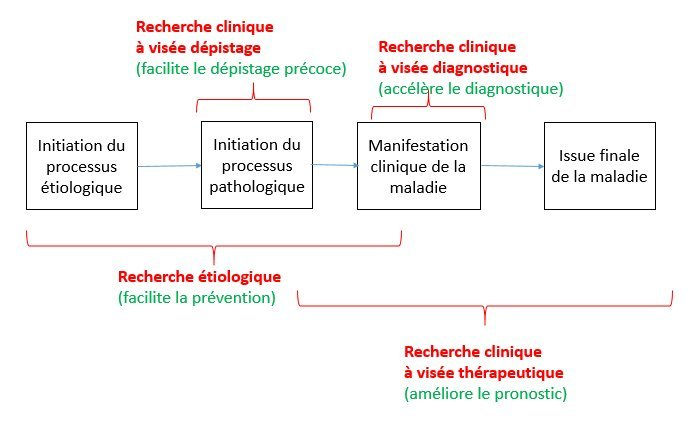 Recherche clinique
à visée dépistage
(facilite le dépistage précoce)
Recherche clinique
à visée diagnostique
(accélère le diagnostique)
Initiation du
processus
étiologique
Initiation du
processus
pathologique
Manifestation
clinique de la
maladie
Issue finale
de la maladie
Recherche étiologique
(facilite la prévention)
Recherche clinique
à visée thérapeutique
(améliore le pronostic)